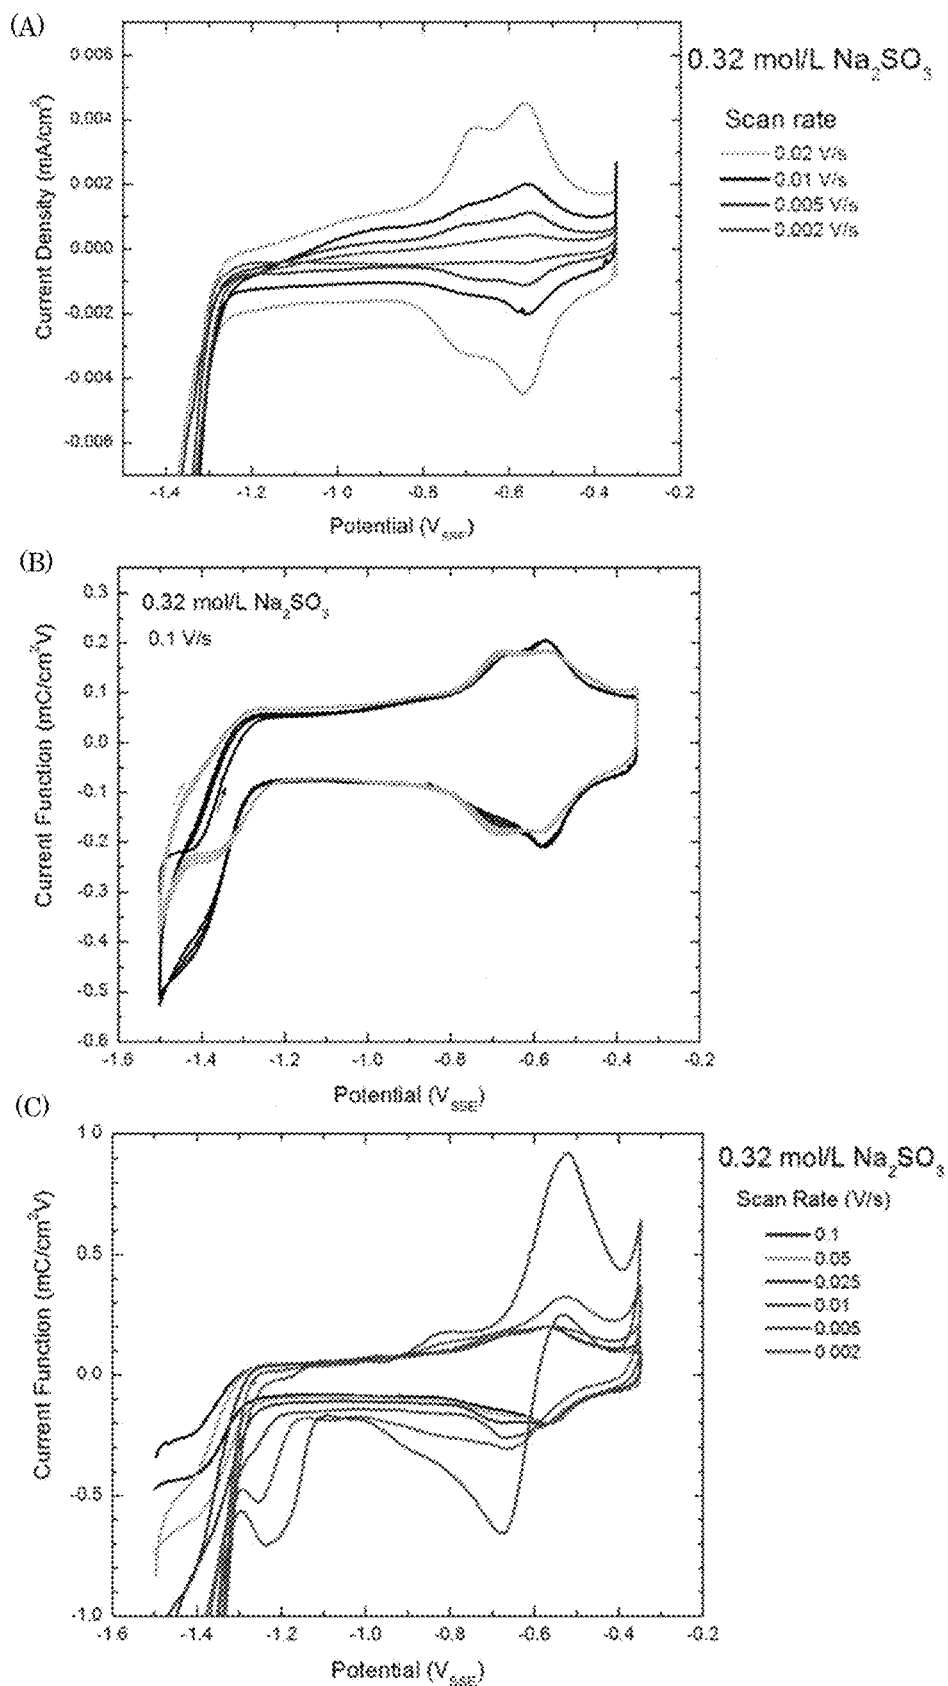 (A)
0.32 mol/L Na₂SO₃
Scan rate
0.02 V/s
0.01 V/s
0.005 V/s
0.002 V/s
Current Density (mA/cm²)
0.006
0.004
0.002
0.000
-0.002
-0.004
-0.006
-1.4 -1.2 -1.0 -0.8 -0.6 -0.4 -0.2
Potential (V_SSE)
(B)
0.32 mol/L Na₂SO₃
0.1 V/s
Current Function (mC/cm²V)
0.3
0.2
0.1
0.0
-0.1
-0.2
-0.3
-0.4
-0.5
-0.6
-1.6 -1.4 -1.2 -1.0 -0.8 -0.6 -0.4 -0.2
Potential (V_SSE)
(C)
0.32 mol/L Na₂SO₃
Scan Rate (V/s)
0.1
0.05
0.025
0.01
0.005
0.002
Current Function (mC/cm²V)
1.0
0.5
0.0
-0.5
-1.0
-1.6 -1.4 -1.2 -1.0 -0.8 -0.6 -0.4 -0.2
Potential (V_SSE)